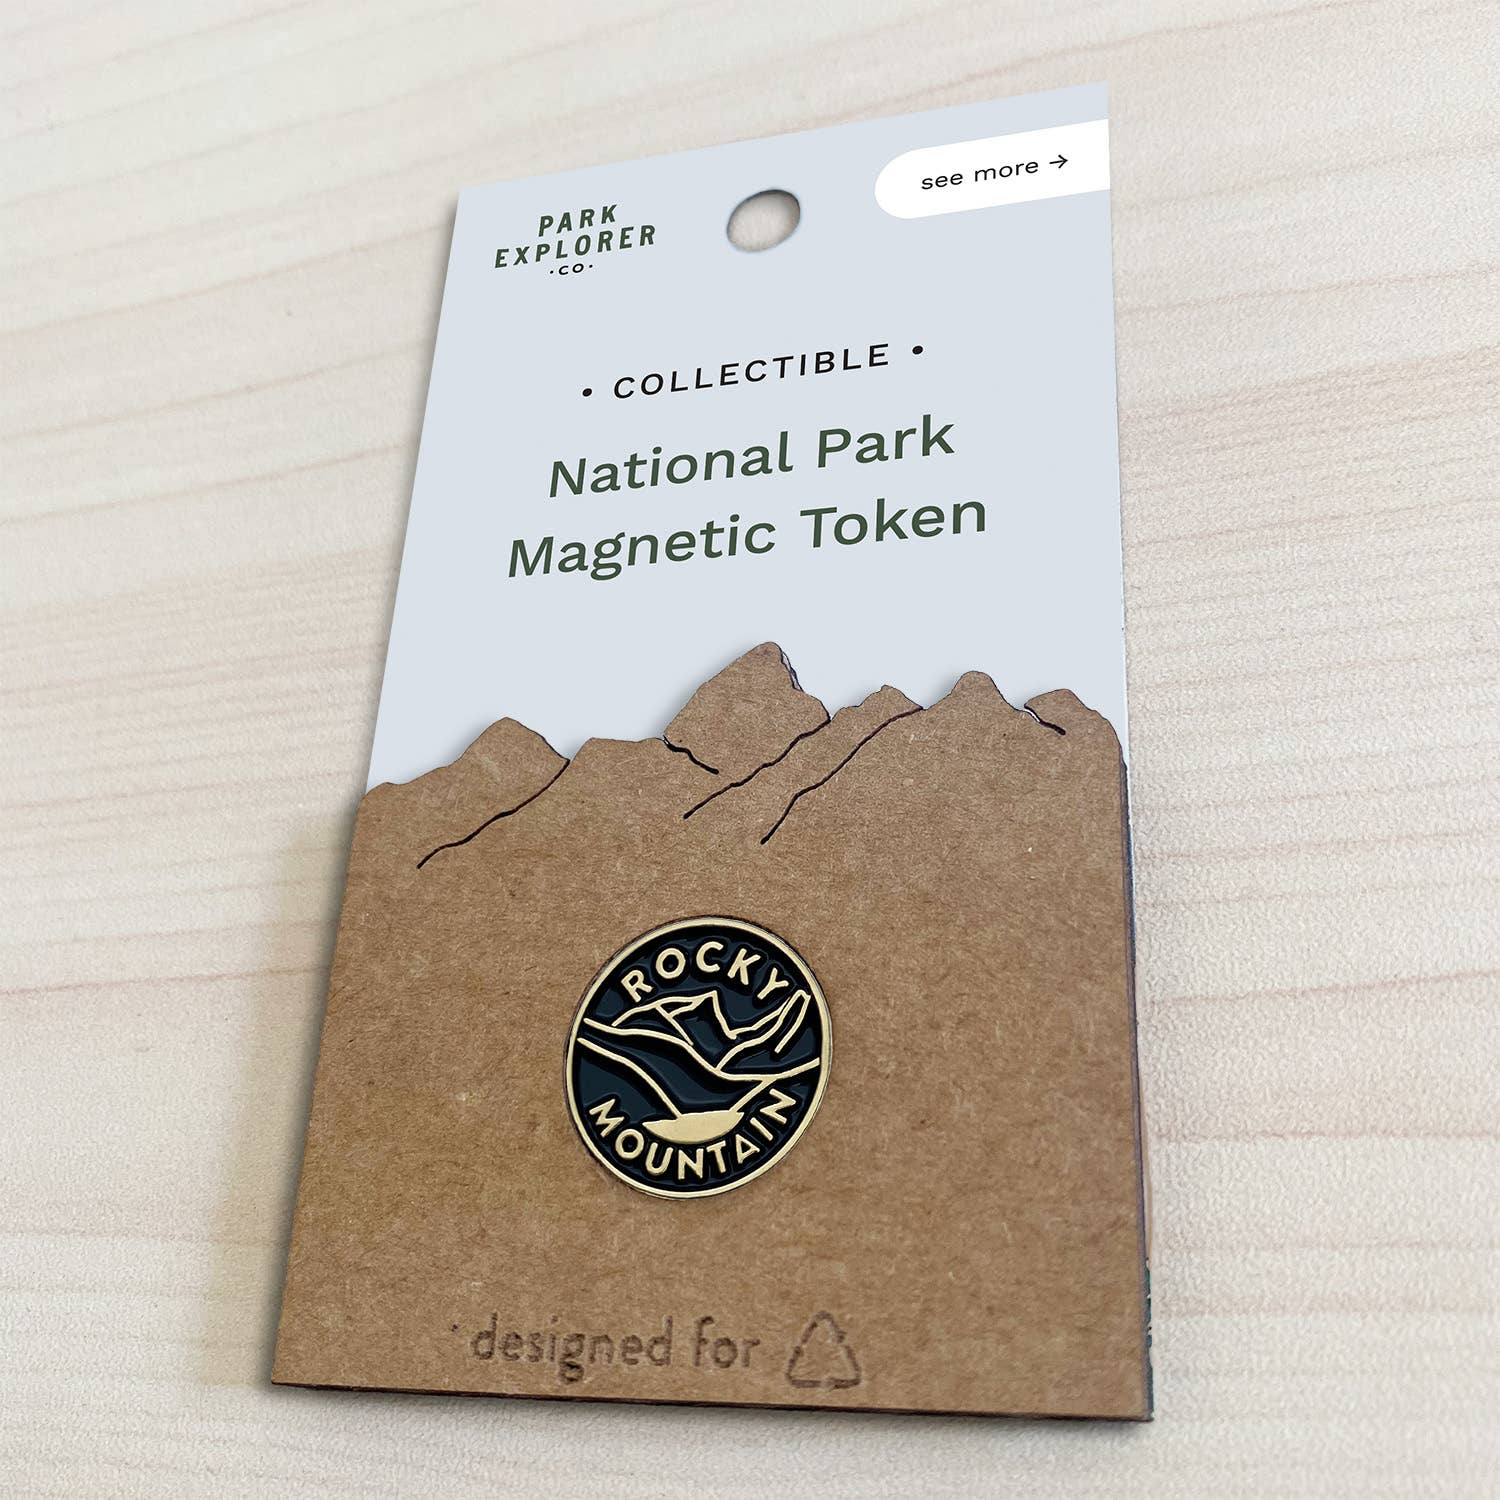 PARK
EXPLORER
·CO·
see more →
• COLLECTIBLE •
National Park
Magnetic Token
ROCKY
MOUNTAIN
designed for